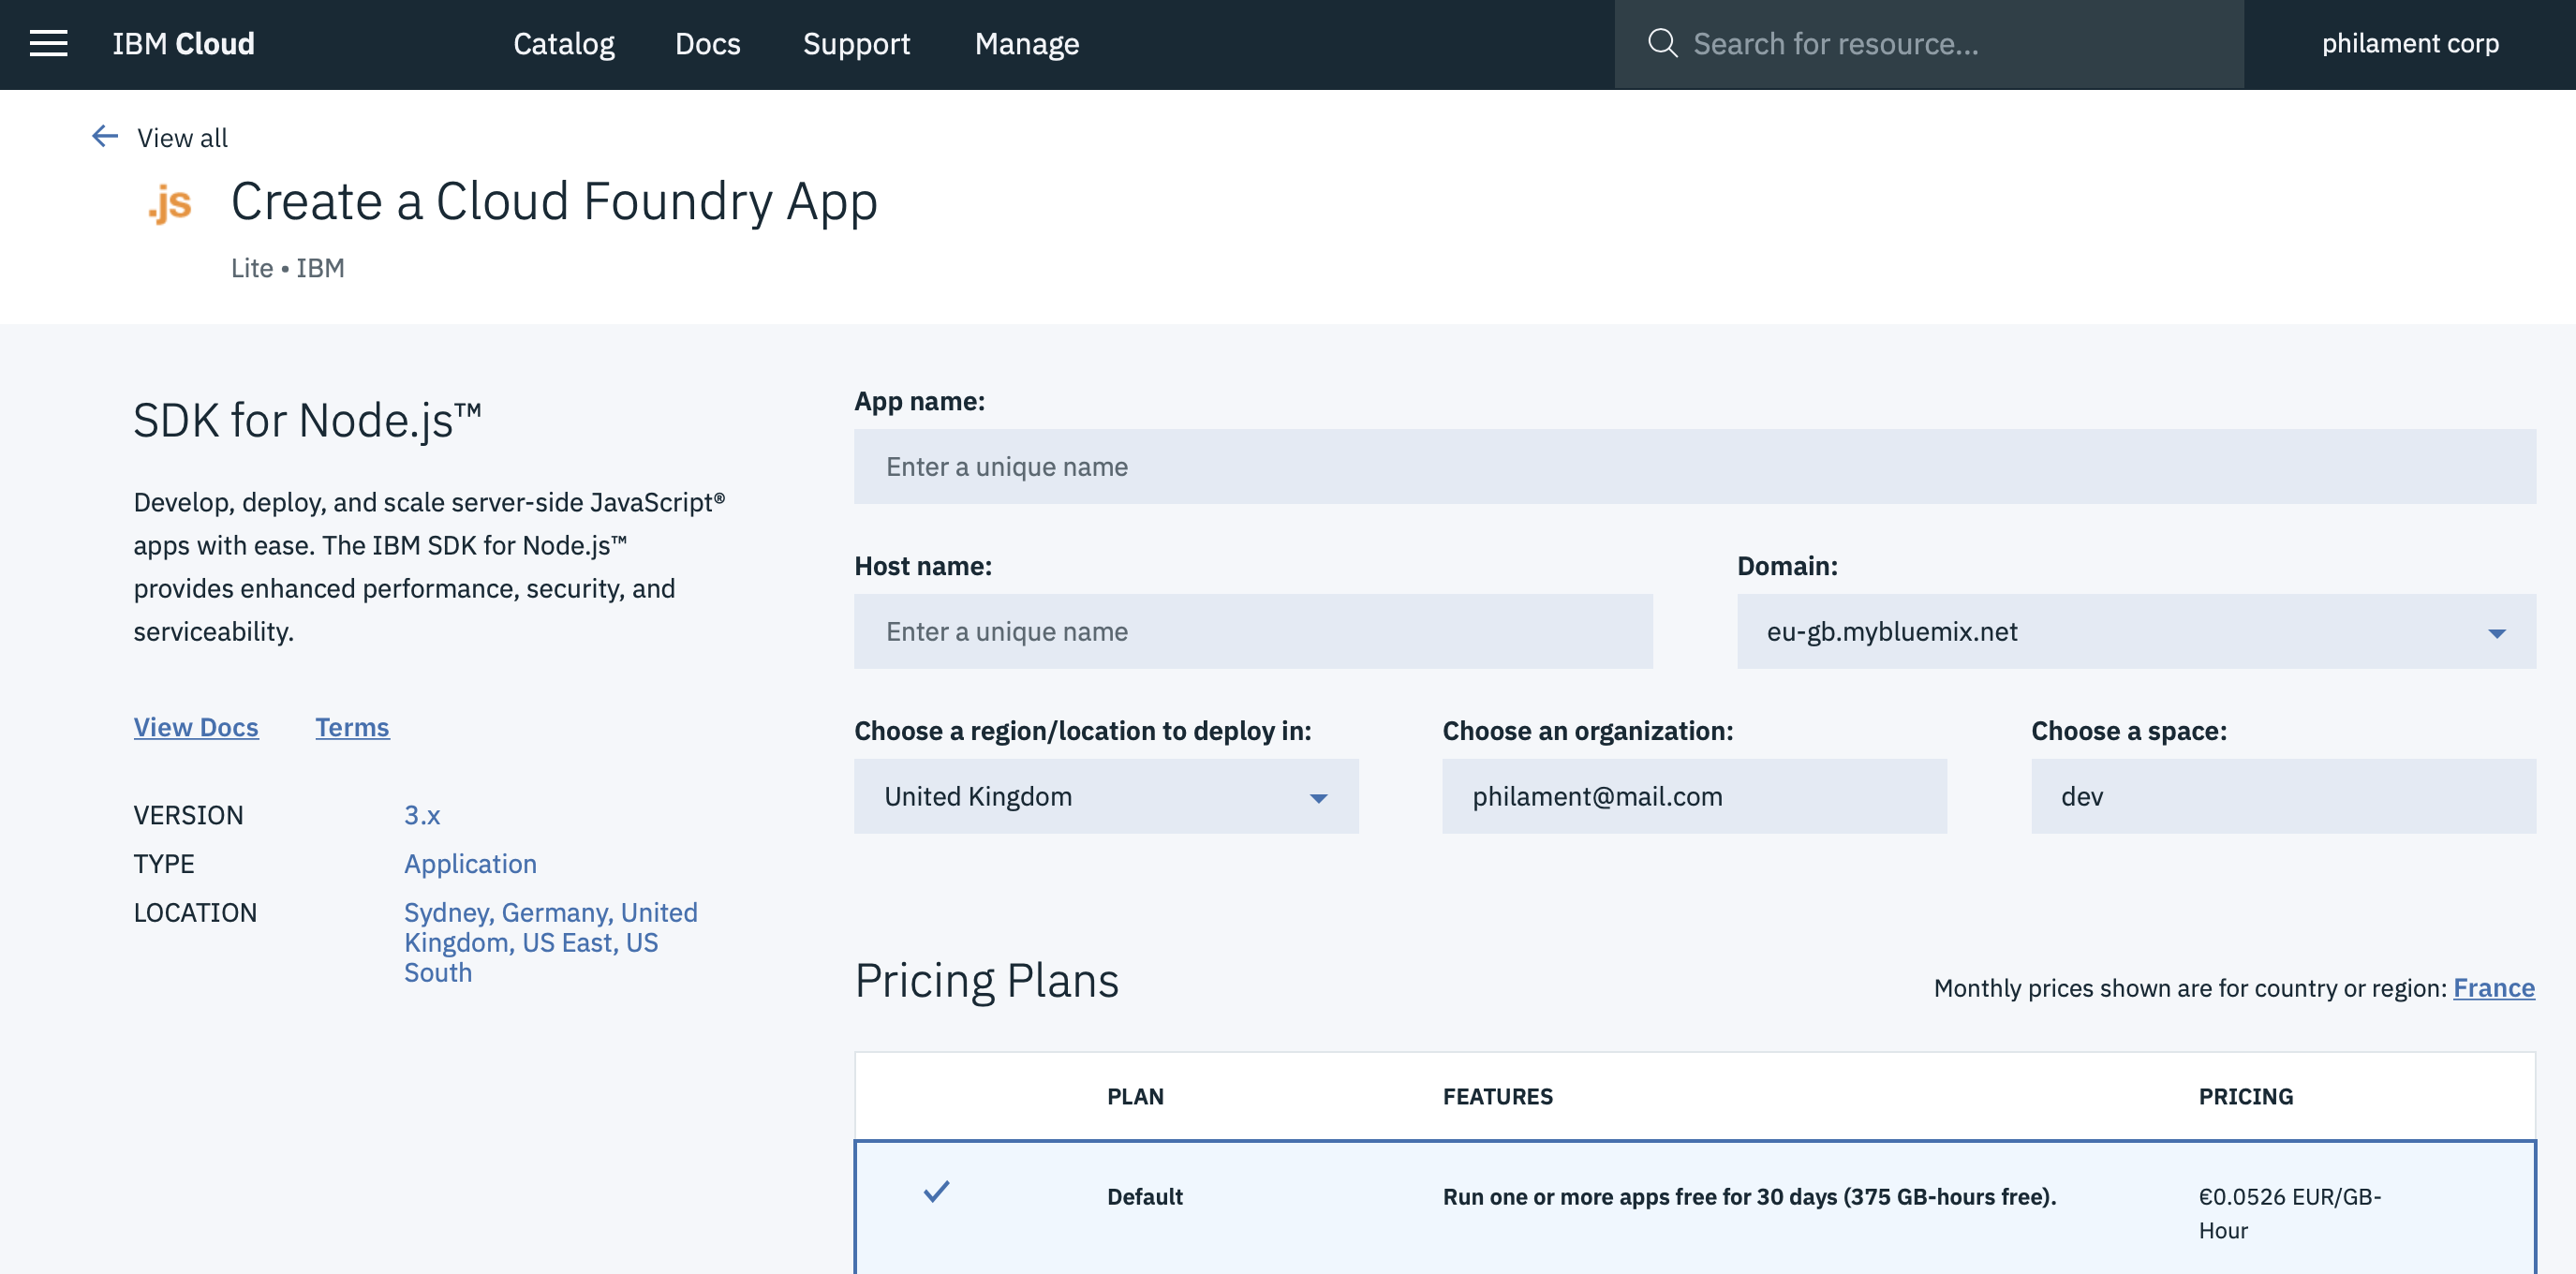 IBM Cloud Catalog Docs Support Manage Search for resource... philament corp
View all
.js Create a Cloud Foundry App
Lite • IBM
SDK for Node.js™
Develop, deploy, and scale server-side JavaScript®
apps with ease. The IBM SDK for Node.js™
provides enhanced performance, security, and
serviceability.
View Docs Terms
VERSION 3.x
TYPE Application
LOCATION Sydney, Germany, United
Kingdom, US East, US
South
App name:
Enter a unique name
Host name: Domain:
Enter a unique name eu-gb.mybluemix.net
Choose a region/location to deploy in: Choose an organization: Choose a space:
United Kingdom philament@mail.com dev
Pricing Plans Monthly prices shown are for country or region: France
PLAN FEATURES PRICING
Default Run one or more apps free for 30 days (375 GB-hours free). €0.0526 EUR/GB-
Hour